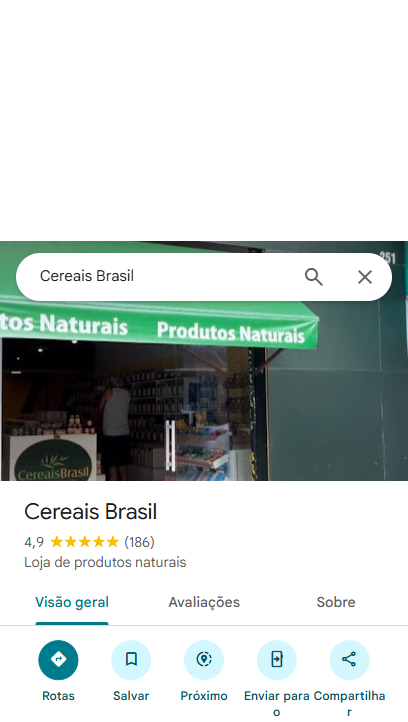 251
Cereais Brasil
tos Naturais
Produtos Naturais
CereaisBrasil
Cereais Brasil
4,9 (186)
Loja de produtos naturais
Visão geral
Avaliações
Sobre
Rotas
Salvar
Próximo
Enviar para o
Compartilhar